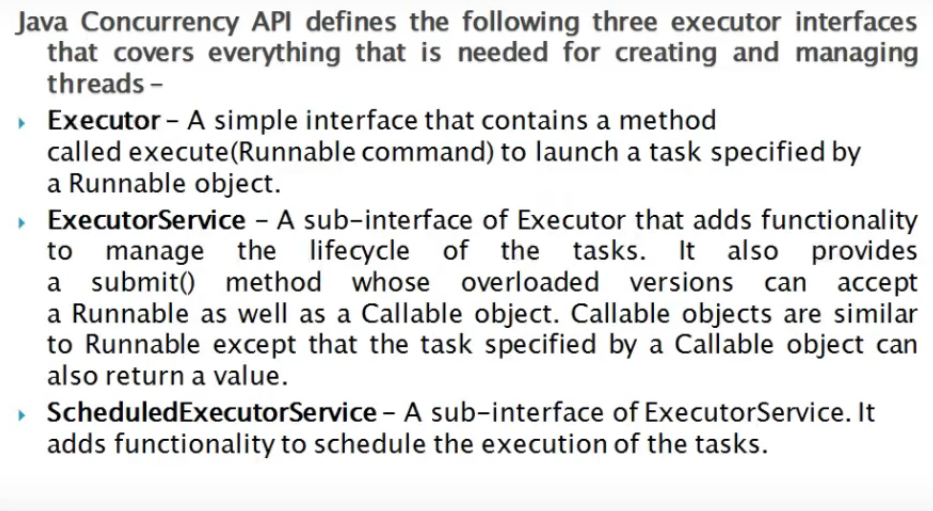 Java Concurrency API defines the following three executor interfaces
that covers everything that is needed for creating and managing
threads –
Executor – A simple interface that contains a method
called execute(Runnable command) to launch a task specified by
a Runnable object.
ExecutorService – A sub-interface of Executor that adds functionality
to manage the lifecycle of the tasks. It also provides
a submit() method whose overloaded versions can accept
a Runnable as well as a Callable object. Callable objects are similar
to Runnable except that the task specified by a Callable object can
also return a value.
ScheduledExecutorService – A sub-interface of ExecutorService. It
adds functionality to schedule the execution of the tasks.